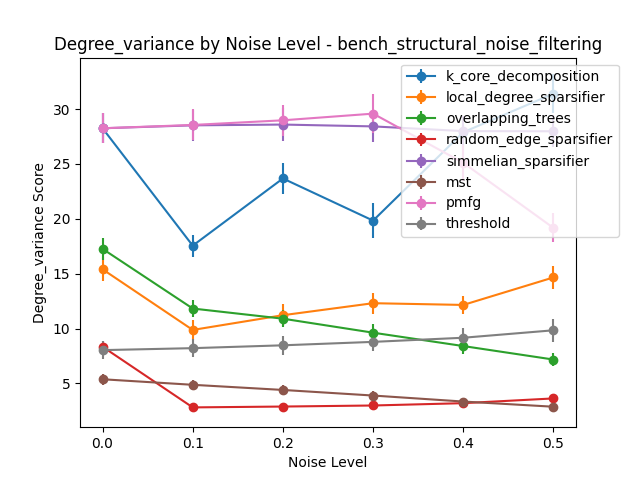 Degree_variance by Noise Level - bench_structural_noise_filtering
Degree_variance Score
30
25
20
15
10
5
0.0
0.1
0.2
0.3
0.4
0.5
Noise Level
k_core_decomposition
local_degree_sparsifier
overlapping_trees
random_edge_sparsifier
simmelian_sparsifier
mst
pmfg
threshold